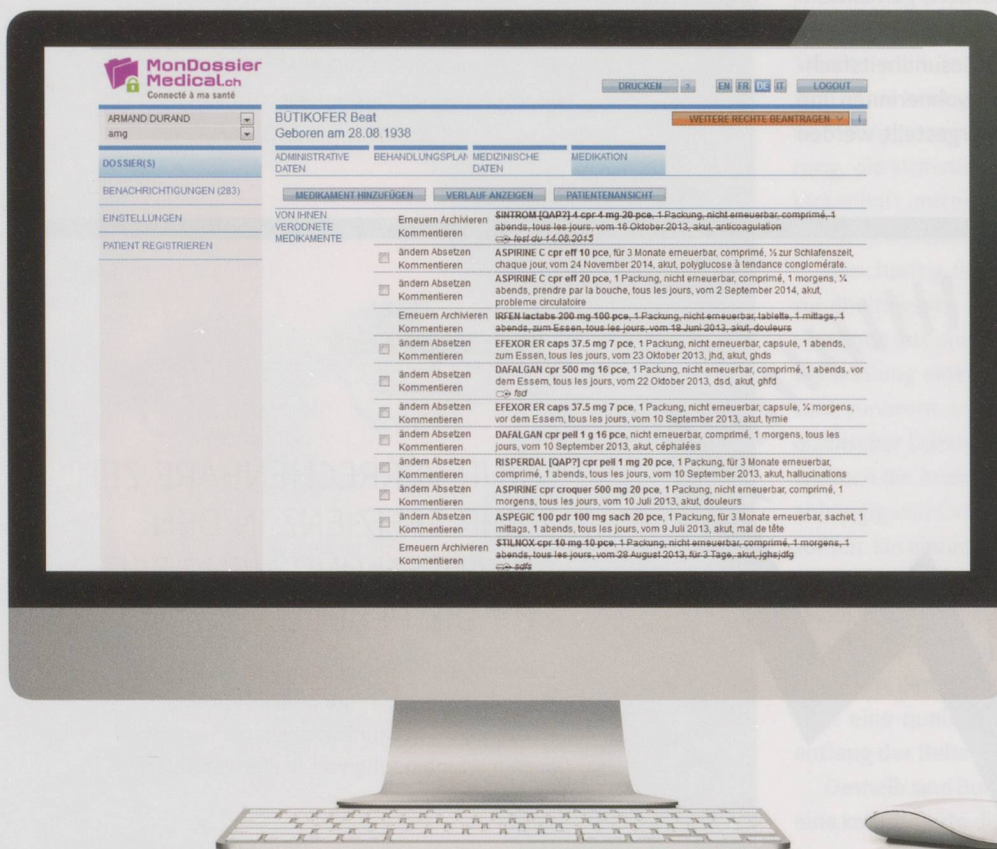 MonDossier
Medical.ch
Connecté à ma santé
DRUCKEN ? EN FR DE IT LOGOUT
ARMAND DURAND
amg
BÜTIKOFER Beat
Geboren am 28.08.1938
WEITERE RECHTE BEANTRAGEN i
DOSSIER(S)
BENACHRICHTIGUNGEN (283)
EINSTELLUNGEN
PATIENT REGISTRIEREN
ADMINISTRATIVE
DATEN
BEHANDLUNGSPLAN
MEDIZINISCHE
DATEN
MEDIKATION
MEDIKAMENT HINZUFÜGEN VERLAUF ANZEIGEN PATIENTENANSICHT
VON IHNEN
VERODNETE
MEDIKAMENTE
Erneuern Archivieren
Kommentieren
SINTROM [QAP?] 4 cpr 4 mg 20 pce, 1 Packung, nicht erneuerbar, comprimé, 1
abends, tous les jours, vom 16 Oktober 2013, akut, anticoagulation
test du 14.08.2015
ändern Absetzen
Kommentieren
ASPIRINE C cpr eff 10 pce, für 3 Monate erneuerbar, comprimé, ½ zur Schlafenszeit,
chaque jour, vom 24 November 2014, akut, polyglucose à tendance conglomérate.
ändern Absetzen
Kommentieren
ASPIRINE C cpr eff 20 pce, 1 Packung, nicht erneuerbar, comprimé, 1 morgens,
abends, prendre par la bouche, tous les jours, vom 2 September 2014, akut,
probleme circulatoire
Erneuern Archivieren
Kommentieren
IRFEN lactabs 200 mg 100 pce, 1 Packung, nicht erneuerbar, tablette, 1 mittags, 1
abends, zum Essen, tous les jours, vom 18 Juni 2013, akut, douleurs
ändern Absetzen
Kommentieren
EFEXOR ER caps 37.5 mg 7 pce, 1 Packung, nicht erneuerbar, capsule, 1 abends,
zum Essen, tous les jours, vom 23 Oktober 2013, jhd, akut, ghds
ändern Absetzen
Kommentieren
DAFALGAN cpr 500 mg 16 pce, 1 Packung, nicht erneuerbar, comprimé, 1 abends, vor
dem Essem, tous les jours, vom 22 Oktober 2013, dsd, akut, ghfd
fsd
ändern Absetzen
Kommentieren
EFEXOR ER caps 37.5 mg 7 pce, 1 Packung, nicht erneuerbar, capsule, morgens,
vor dem Essem, tous les jours, vom 10 September 2013, akut, tymie
ändern Absetzen
Kommentieren
DAFALGAN cpr pell 1 g 16 pce, nicht erneuerbar, comprimé, 1 morgens, tous les
jours, vom 10 September 2013, akut, céphalées
ändern Absetzen
Kommentieren
RISPERDAL [QAP?] cpr pell 1 mg 20 pce, 1 Packung, für 3 Monate erneuerbar,
comprimé, 1 abends, tous les jours, vom 10 September 2013, akut, hallucinations
ändern Absetzen
Kommentieren
ASPIRINE cpr croquer 500 mg 20 pce, 1 Packung, nicht erneuerbar, comprimé, 1
morgens, tous les jours, vom 10 Juli 2013, akut, douleurs
ändern Absetzen
Kommentieren
ASPEGIC 100 pdr 100 mg sach 20 pce, 1 Packung, für 3 Monate erneuerbar, sachet, 1
mittags, 1 abends, tous les jours, vom 9 Juli 2013, akut, mal de tête
Erneuern Archivieren
Kommentieren
STILNOX cpr 10 mg 10 pce, 1 Packung, nicht erneuerbar, comprimé, 1 morgens, 1
abends, tous les jours, vom 28 August 2013, für 3 Tage, akut, jghsjdfg
sdfs